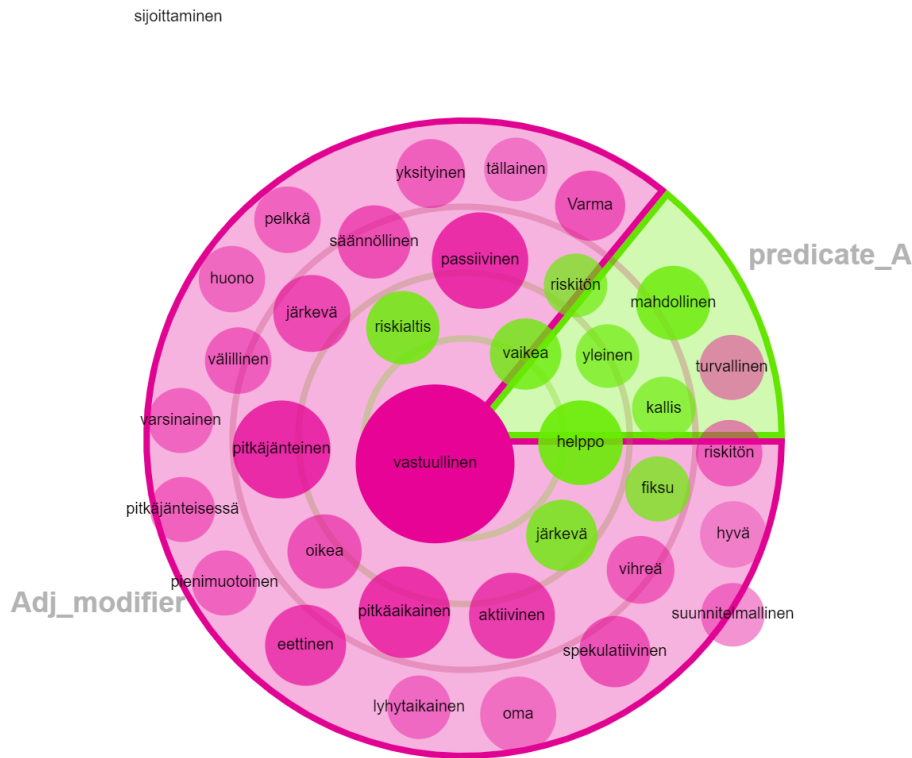 sijoittaminen
yksityinen
tällainen
Varma
pelkkä
säännöllinen
passiivinen
predicate_A
huono
riskitön
mahdollinen
järkevä
riskialtis
vaikea
yleinen
välillinen
turvallinen
kallis
varsinainen
pitkäjänteinen
helppo
vastuullinen
riskitön
fiksu
pitkäjänteisessä
järkevä
hyvä
oikea
vihreä
pienimuotoinen
Adj_modifier
pitkäaikainen
aktiivinen
suunnitelmallinen
eettinen
spekulatiivinen
lyhytaikainen
oma